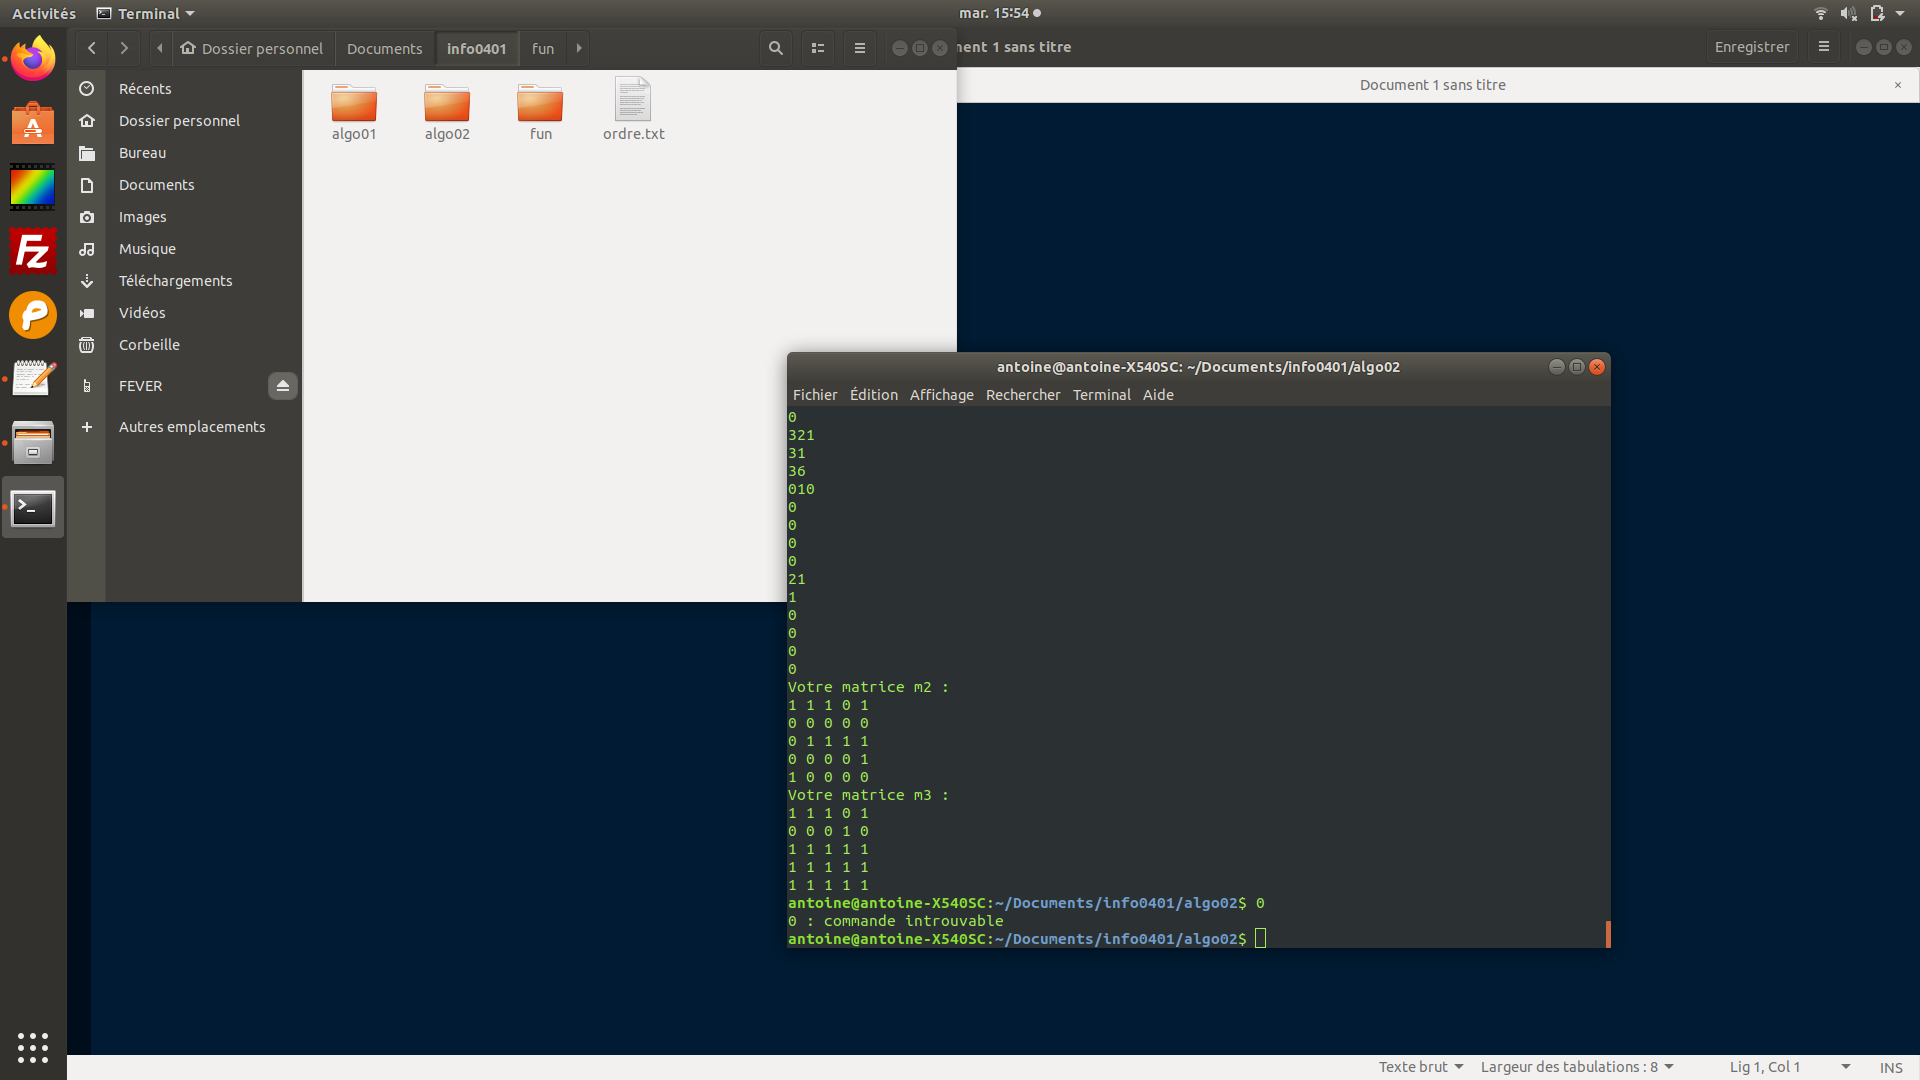 Activités
Terminal
mar. 15:54
Dossier personnel
Documents
info0401
fun
ment 1 sans titre
Enregistrer
Document 1 sans titre
Récents
Dossier personnel
Bureau
Documents
Images
Musique
Téléchargements
Vidéos
Corbeille
FEVER
Autres emplacements
algo01
algo02
fun
ordre.txt
antoine@antoine-X540SC: ~/Documents/info0401/algo02
Fichier Édition Affichage Rechercher Terminal Aide
0
321
31
36
010
0
0
0
0
21
1
0
0
0
0
Votre matrice m2 :
1 1 1 0 1
0 0 0 0 0
0 1 1 1 1
0 0 0 0 1
1 0 0 0 0
Votre matrice m3 :
1 1 1 0 1
0 0 0 1 0
1 1 1 1 1
1 1 1 1 1
1 1 1 1 1
antoine@antoine-X540SC:~/Documents/info0401/algo02$ 0
0 : commande introuvable
antoine@antoine-X540SC:~/Documents/info0401/algo02$
Texte brut
Largeur des tabulations : 8
Lig 1, Col 1
INS